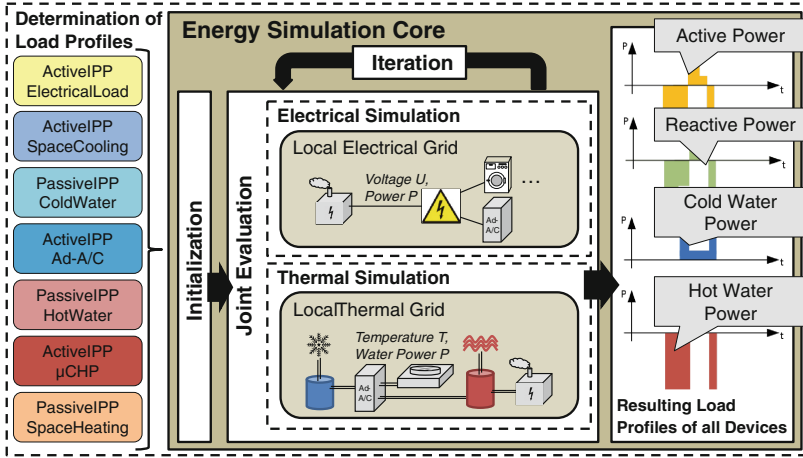 Determination of
Load Profiles
ActiveIPP
ElectricalLoad
ActiveIPP
SpaceCooling
PassiveIPP
ColdWater
ActiveIPP
Ad-A/C
PassiveIPP
HotWater
ActiveIPP
μCHP
PassiveIPP
SpaceHeating
Energy Simulation Core
Iteration
Initialization
Joint Evaluation
Electrical Simulation
Local Electrical Grid
Voltage U,
Power P
...
Ad-
A/C
Thermal Simulation
LocalThermal Grid
Temperature T,
Water Power P
Ad-
A/C
Active Power
P
t
Reactive Power
P
t
Cold Water
Power
P
t
Hot Water
Power
P
t
Resulting Load
Profiles of all Devices